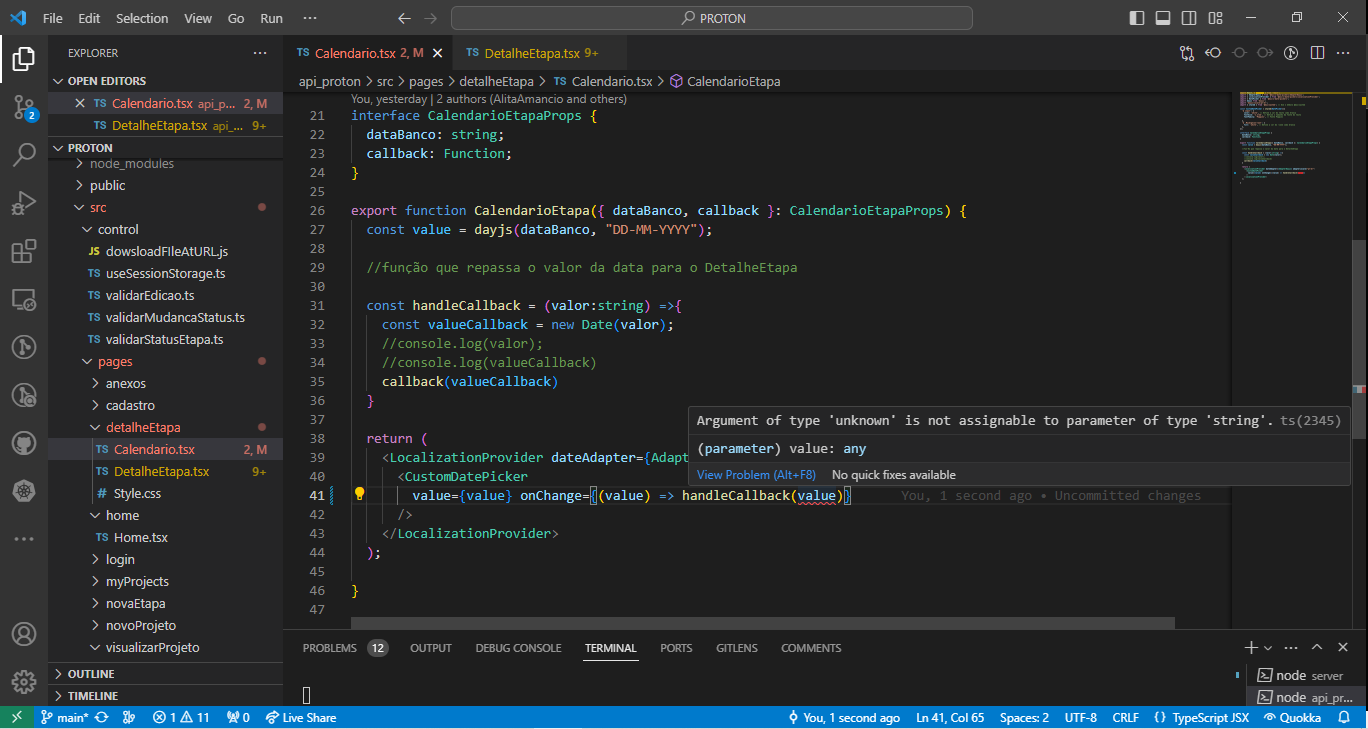 File Edit Selection View Go Run ···
PROTON
EXPLORER
OPEN EDITORS
TS Calendario.tsx api_p... 2, M
TS DetalheEtapa.tsx api_... 9+
PROTON
node_modules
public
src
control
JS dowsloadFIleAtURL.js
TS useSessionStorage.ts
TS validarEdicao.ts
TS validarMudancaStatus.ts
TS validarStatusEtapa.ts
pages
anexos
cadastro
detalheEtapa
TS Calendario.tsx 2, M
TS DetalheEtapa.tsx 9+
# Style.css
home
TS Home.tsx
login
myProjects
novaEtapa
novoProjeto
visualizarProjeto
OUTLINE
TIMELINE
2
TS Calendario.tsx 2, M
TS DetalheEtapa.tsx 9+
api_proton > src > pages > detalheEtapa > TS Calendario.tsx > CalendarioEtapa
You, yesterday | 2 authors (AlitaAmancio and others)
21 interface CalendarioEtapaProps {
22 dataBanco: string;
23 callback: Function;
24 }
25
26 export function CalendarioEtapa({ dataBanco, callback }: CalendarioEtapaProps) {
27 const value = dayjs(dataBanco, "DD-MM-YYYY");
28
29 //função que repassa o valor da data para o DetalheEtapa
30
31 const handleCallback = (valor:string) =>{
32 const valueCallback = new Date(valor);
33 //console.log(valor);
34 //console.log(valueCallback)
35 callback(valueCallback)
36 }
37
38 return (
39 <LocalizationProvider dateAdapter={Adapt
40 <CustomDatePicker
41 value={value} onChange={(value) => handleCallback(value)} You, 1 second ago • Uncommitted changes
42 />
43 </LocalizationProvider>
44 );
45
46 }
47
Argument of type 'unknown' is not assignable to parameter of type 'string'. ts(2345)
(parameter) value: any
View Problem (Alt+F8) No quick fixes available
PROBLEMS 12 OUTPUT DEBUG CONSOLE TERMINAL PORTS GITLENS COMMENTS
node server
node api_pr...
main* 1 11 0 Live Share You, 1 second ago Ln 41, Col 65 Spaces: 2 UTF-8 CRLF {} TypeScript JSX Quokka